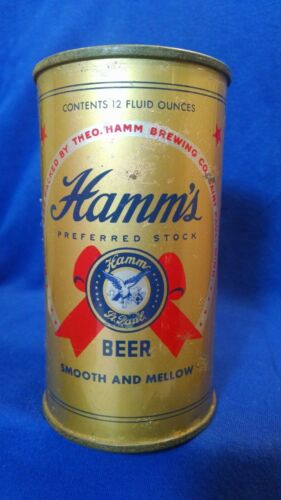 CONTENTS 12 FLUID OUNCES
BY THEO. HAMM BREWING CO.
Hamm's
PREFERRED STOCK
Hamm
St. Paul
BEER
SMOOTH AND MELLOW